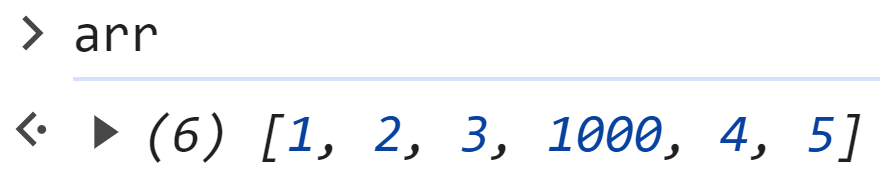 > arr
(6) [1, 2, 3, 1000, 4, 5]